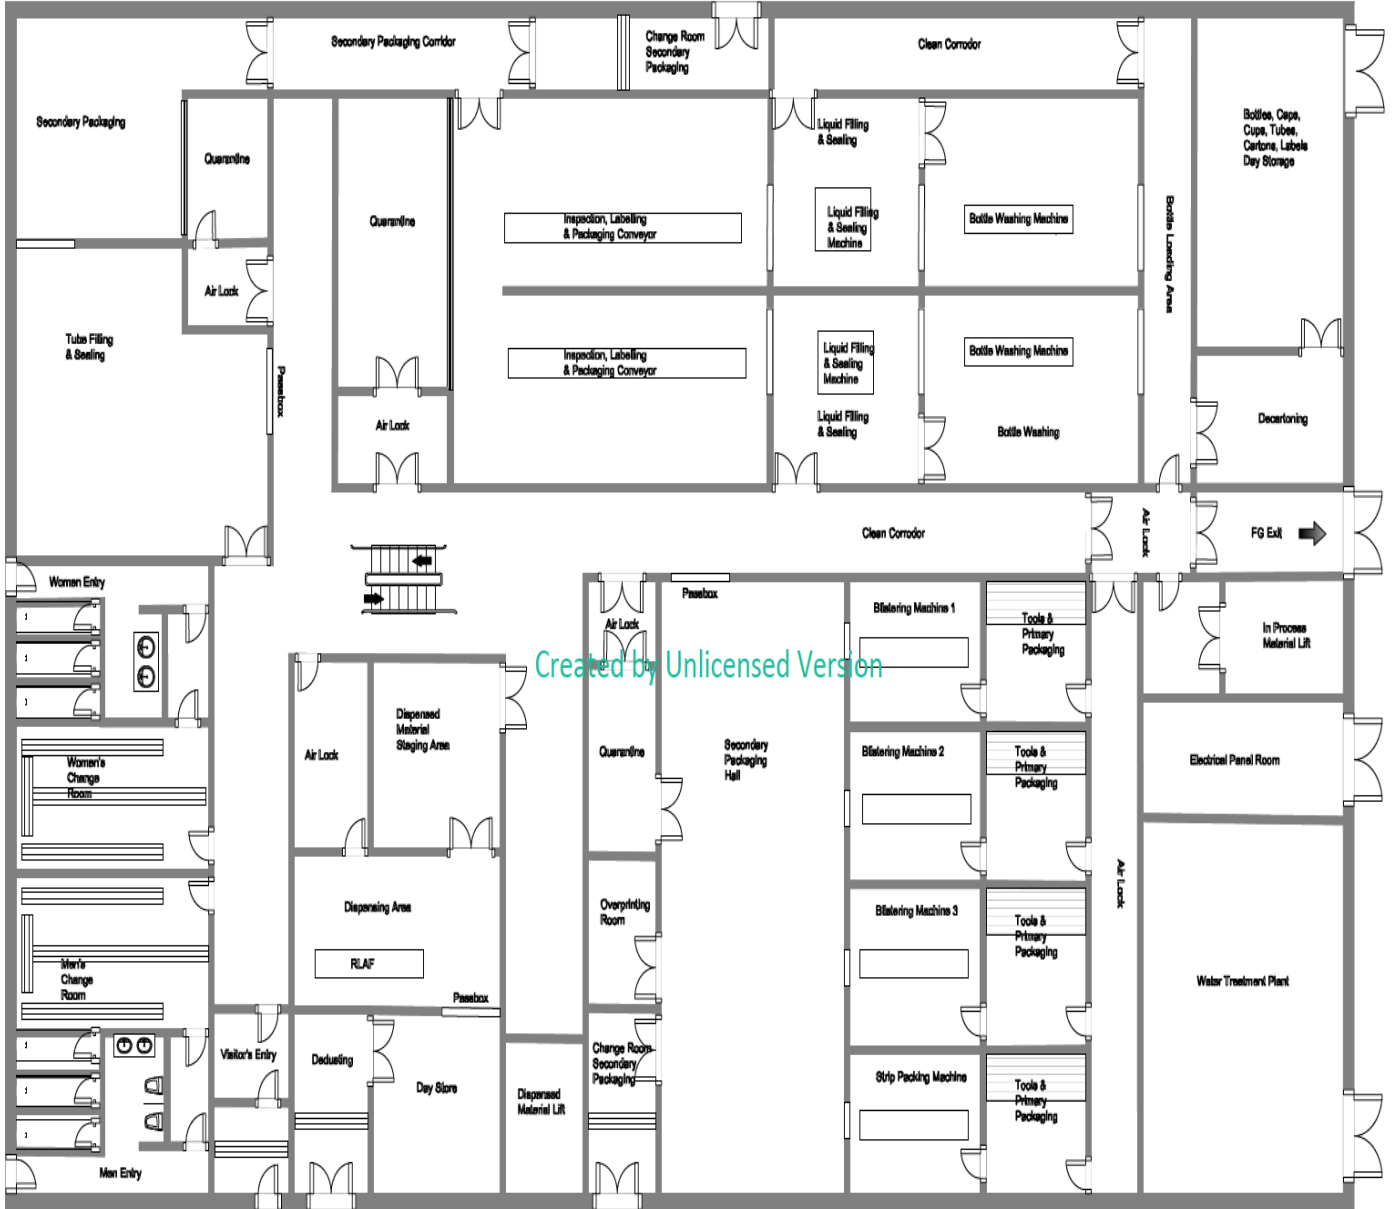 Secondary Packaging Corridor
Change Room
Secondary
Packaging
Clean Corrodor
Secondary Packaging
Quarantine
Liquid Filling
& Sealing
Bottles, Caps,
Cups, Tubes,
Cartons, Labels
Day Storage
Quarantine
Inspection, Labelling
& Packaging Conveyor
Liquid Filling
& Sealing
Machine
Bottle Washing Machine
Bottle Loading Area
Air Lock
Tube Filling
& Sealing
Passbox
Inspection, Labelling
& Packaging Conveyor
Liquid Filling
& Sealing
Machine
Bottle Washing Machine
Air Lock
Liquid Filling
& Sealing
Bottle Washing
Decartoning
Clean Corrodor
Air Lock
FG Exit
Women Entry
Passbox
Air Lock
Blistering Machine 1
Tools &
Primary
Packaging
In Process
Material Lift
Created by Unlicensed Version
Dispensed
Material
Staging Area
Air Lock
Women's
Change
Room
Quarantine
Secondary
Packaging
Hall
Blistering Machine 2
Tools &
Primary
Packaging
Electrical Panel Room
Air Lock
Dispensing Area
RLAF
Passbox
Overprinting
Room
Blistering Machine 3
Tools &
Primary
Packaging
Water Treatment Plant
Men's
Change
Room
Visitor's Entry
Dedusting
Day Store
Dispensed
Material Lift
Change Room
Secondary
Packaging
Strip Packing Machine
Tools &
Primary
Packaging
Men Entry